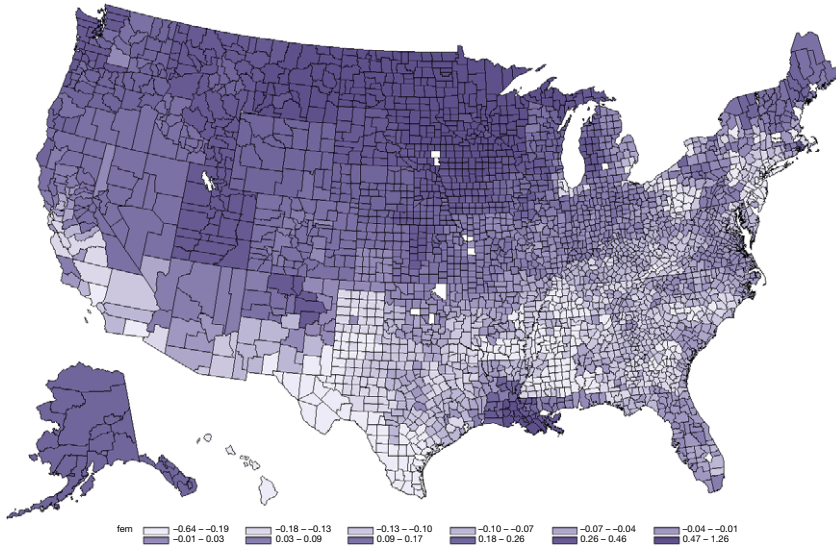 fem −0.64 – −0.19 −0.18 – −0.13 −0.13 – −0.10 −0.10 – −0.07 −0.07 – −0.04 −0.04 – −0.01
−0.01 – 0.03 0.03 – 0.09 0.09 – 0.17 0.18 – 0.26 0.26 – 0.46 0.47 – 1.26